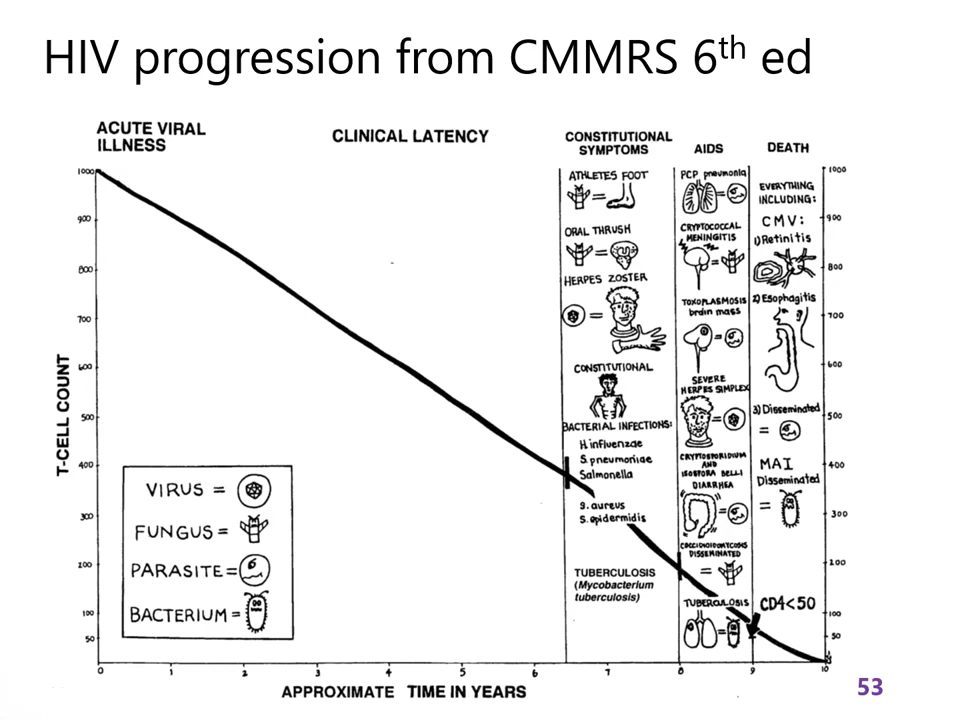 HIV progression from CMMRS 6th ed
ACUTE VIRAL
ILLNESS
CLINICAL LATENCY
CONSTITUTIONAL
SYMPTOMS
AIDS
DEATH
T-CELL COUNT
1000
900
800
700
600
500
400
300
200
100
50
VIRUS =
FUNGUS =
PARASITE =
BACTERIUM =
ATHLETES FOOT
=
ORAL THRUSH
=
HERPES ZOSTER
=
CONSTITUTIONAL
BACTERIAL INFECTIONS:
H. influenzae
S. pneumoniae
Salmonella
S. aureus
S. epidermidis
TUBERCULOSIS
(Mycobacterium
tuberculosis)
PCP pneumonia
=
CRYPTOCOCCAL
MENINGITIS
=
TOXOPLASMOSIS
brain mass
=
SEVERE
HERPES SIMPLEX
=
CRYPTOSPORIDIUM
AND
ISOSPORA BELLI
DIARRHEA
=
COCCIDIOIDOMYCOSIS
DISSEMINATED
=
TUBERCULOSIS
=
EVERYTHING
INCLUDING:
CMV:
1) Retinitis
2) Esophagitis
3) Disseminated
=
MAI
Disseminated
=
CD4<50
1000
900
800
700
600
500
400
300
200
100
50
0
1
2
3
4
5
6
7
8
9
10
APPROXIMATE TIME IN YEARS
53